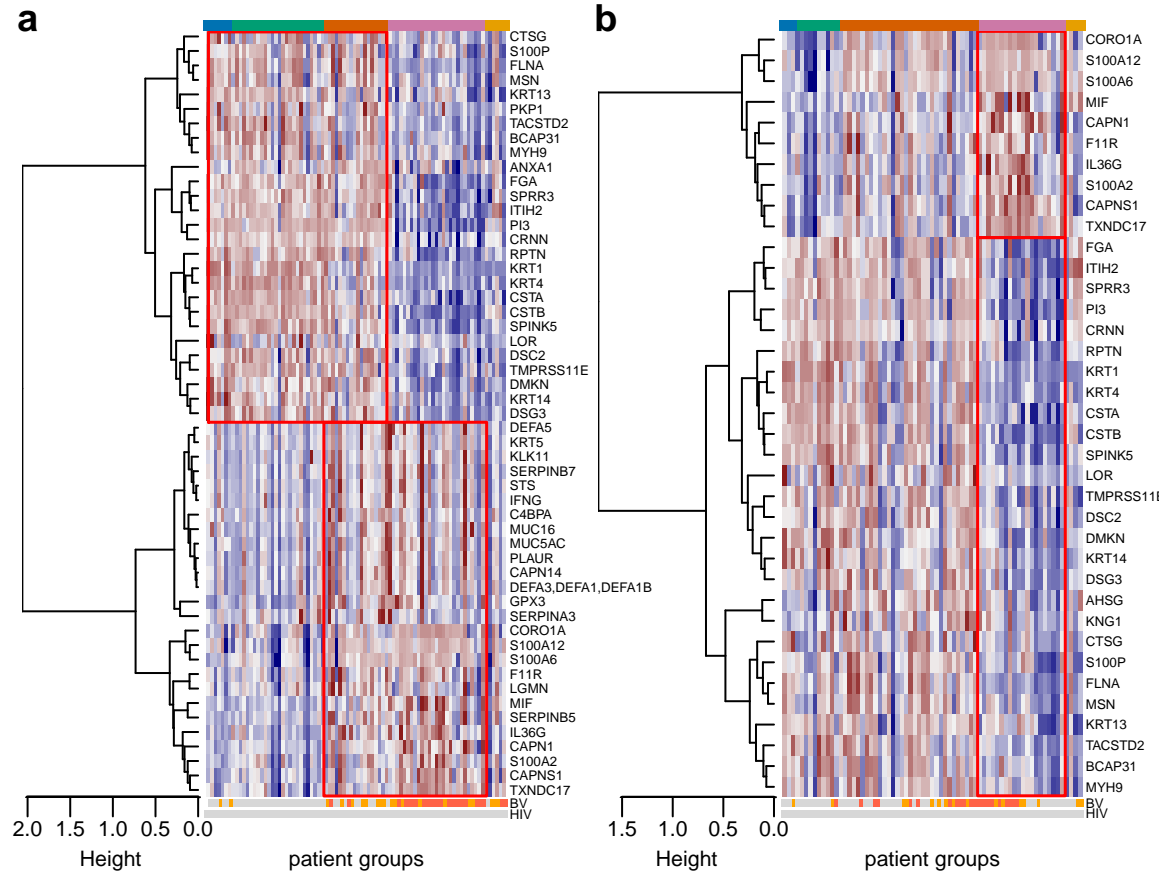 a
CTSG
S100P
FLNA
MSN
KRT13
PKP1
TACSTD2
BCAP31
MYH9
ANXA1
FGA
SPRR3
ITIH2
PI3
CRNN
RPTN
KRT1
KRT4
CSTA
CSTB
SPINK5
LOR
DSC2
TMPRSS11E
DMKN
KRT14
DSG3
DEFA5
KRT5
KLK11
SERPINB7
STS
IFNG
C4BPA
MUC16
MUC5AC
PLAUR
CAPN14
DEFA3,DEFA1,DEFA1B
GPX3
SERPINA3
CORO1A
S100A12
S100A6
F11R
LGMN
MIF
SERPINB5
IL36G
CAPN1
S100A2
CAPNS1
TXNDC17
BV
HIV
2.0 1.5 1.0 0.5 0.0
Height
patient groups
b
CORO1A
S100A12
S100A6
MIF
CAPN1
F11R
IL36G
S100A2
CAPNS1
TXNDC17
FGA
ITIH2
SPRR3
PI3
CRNN
RPTN
KRT1
KRT4
CSTA
CSTB
SPINK5
LOR
TMPRSS11E
DSC2
DMKN
KRT14
DSG3
AHSG
KNG1
CTSG
S100P
FLNA
MSN
KRT13
TACSTD2
BCAP31
MYH9
BV
HIV
1.5 1.0 0.5 0.0
Height
patient groups